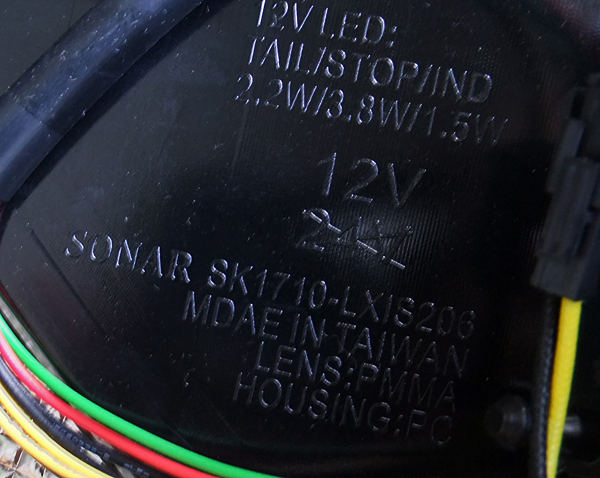 12V LED:
TAIL/STOP/IND
2.2W/3.8W/1.5W
12V
SONAR SK1710-LXIS206
MDAE IN TAIWAN
LENS:PMMA
HOUSING:PC